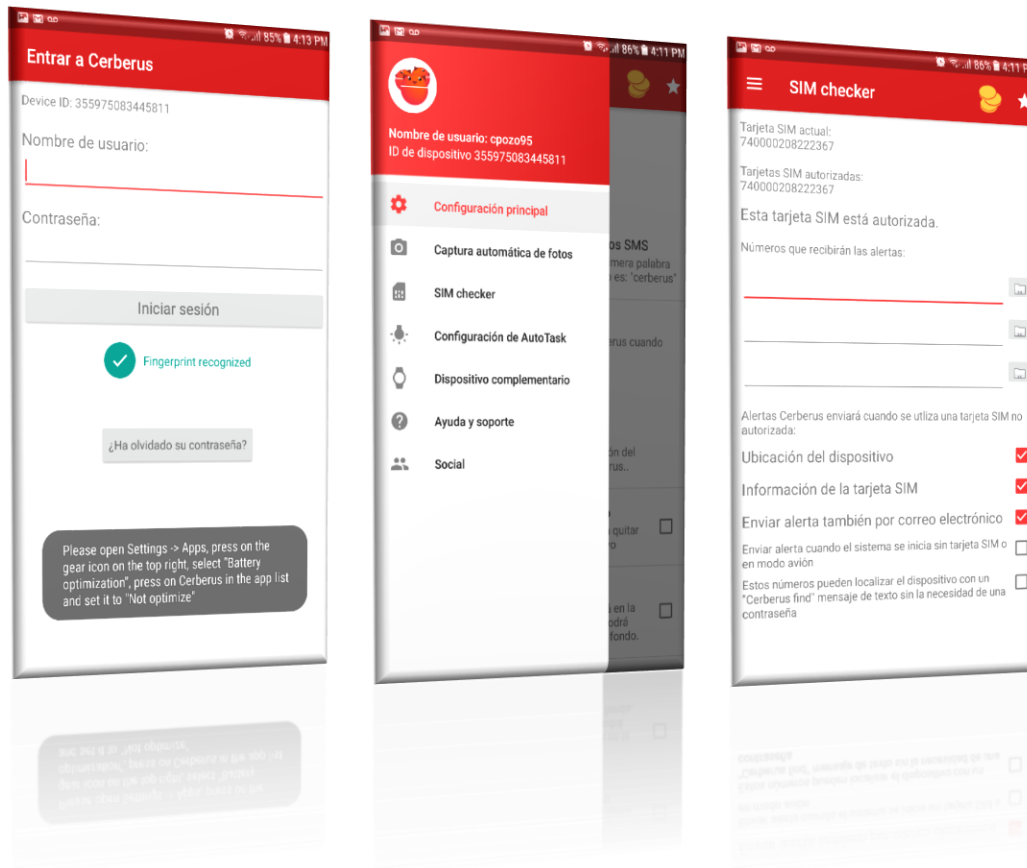 85% 4:13 PM
Entrar a Cerberus
Device ID: 355975083445811
Nombre de usuario:
Contraseña:
Iniciar sesión
Fingerprint recognized
¿Ha olvidado su contraseña?
Please open Settings -> Apps, press on the
gear icon on the top right, select "Battery
optimization", press on Cerberus in the app list
and set it to "Not optimize"
86% 4:11 PM
Nombre de usuario: cpozo95
ID de dispositivo 355975083445811
Configuración principal
Captura automática de fotos
SIM checker
Configuración de AutoTask
Dispositivo complementario
Ayuda y soporte
Social
os SMS
mera palabra
es: "cerberus"
rus cuando
ón del
rus..
quitar
vo
á en la
odrá
fondo.
86% 4:11 P
SIM checker
Tarjeta SIM actual:
740000208222367
Tarjetas SIM autorizadas:
740000208222367
Esta tarjeta SIM está autorizada.
Números que recibirán las alertas:
Alertas Cerberus enviará cuando se utliza una tarjeta SIM no
autorizada:
Ubicación del dispositivo
Información de la tarjeta SIM
Enviar alerta también por correo electrónico
Enviar alerta cuando el sistema se inicia sin tarjeta SIM o
en modo avión
Estos números pueden localizar el dispositivo con un
"Cerberus find" mensaje de texto sin la necesidad de una
contraseña